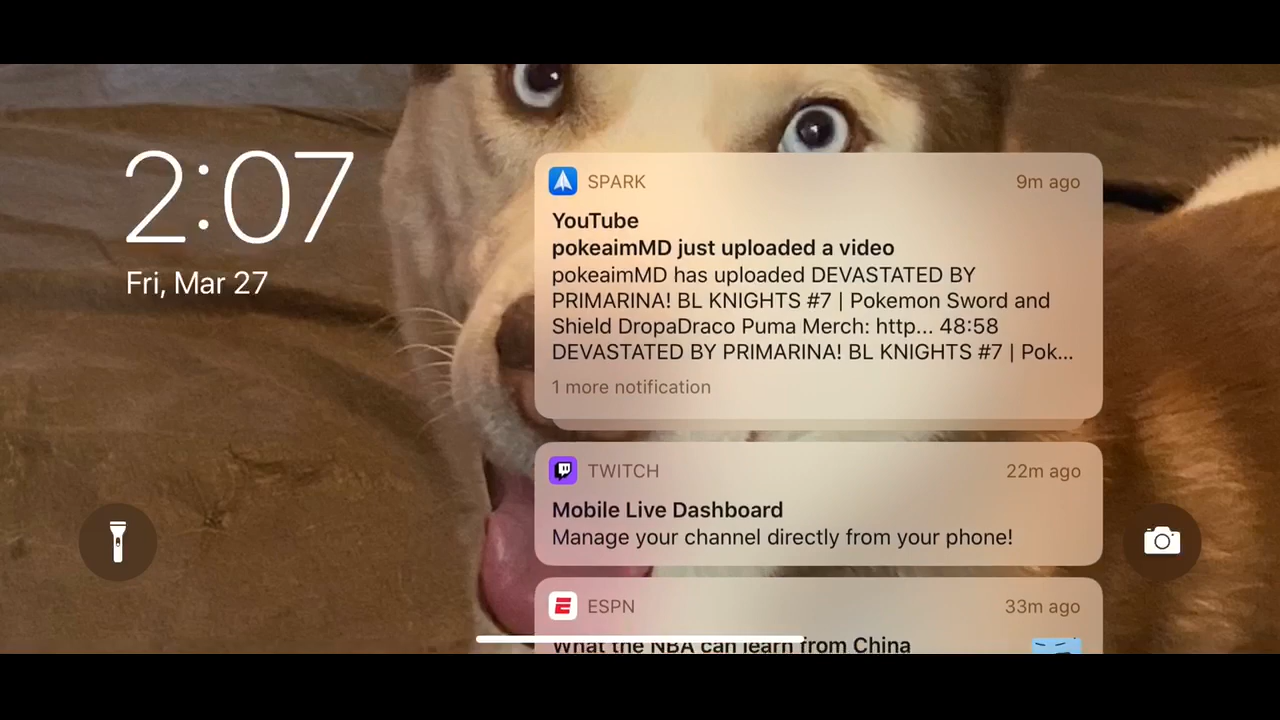 2:07
Fri, Mar 27
SPARK
9m ago
YouTube
pokeaimMD just uploaded a video
pokeaimMD has uploaded DEVASTATED BY
PRIMARINA! BL KNIGHTS #7 | Pokemon Sword and
Shield DropaDraco Puma Merch: http... 48:58
DEVASTATED BY PRIMARINA! BL KNIGHTS #7 | Pok...
1 more notification
TWITCH
22m ago
Mobile Live Dashboard
Manage your channel directly from your phone!
ESPN
33m ago
What the NBA can learn from China